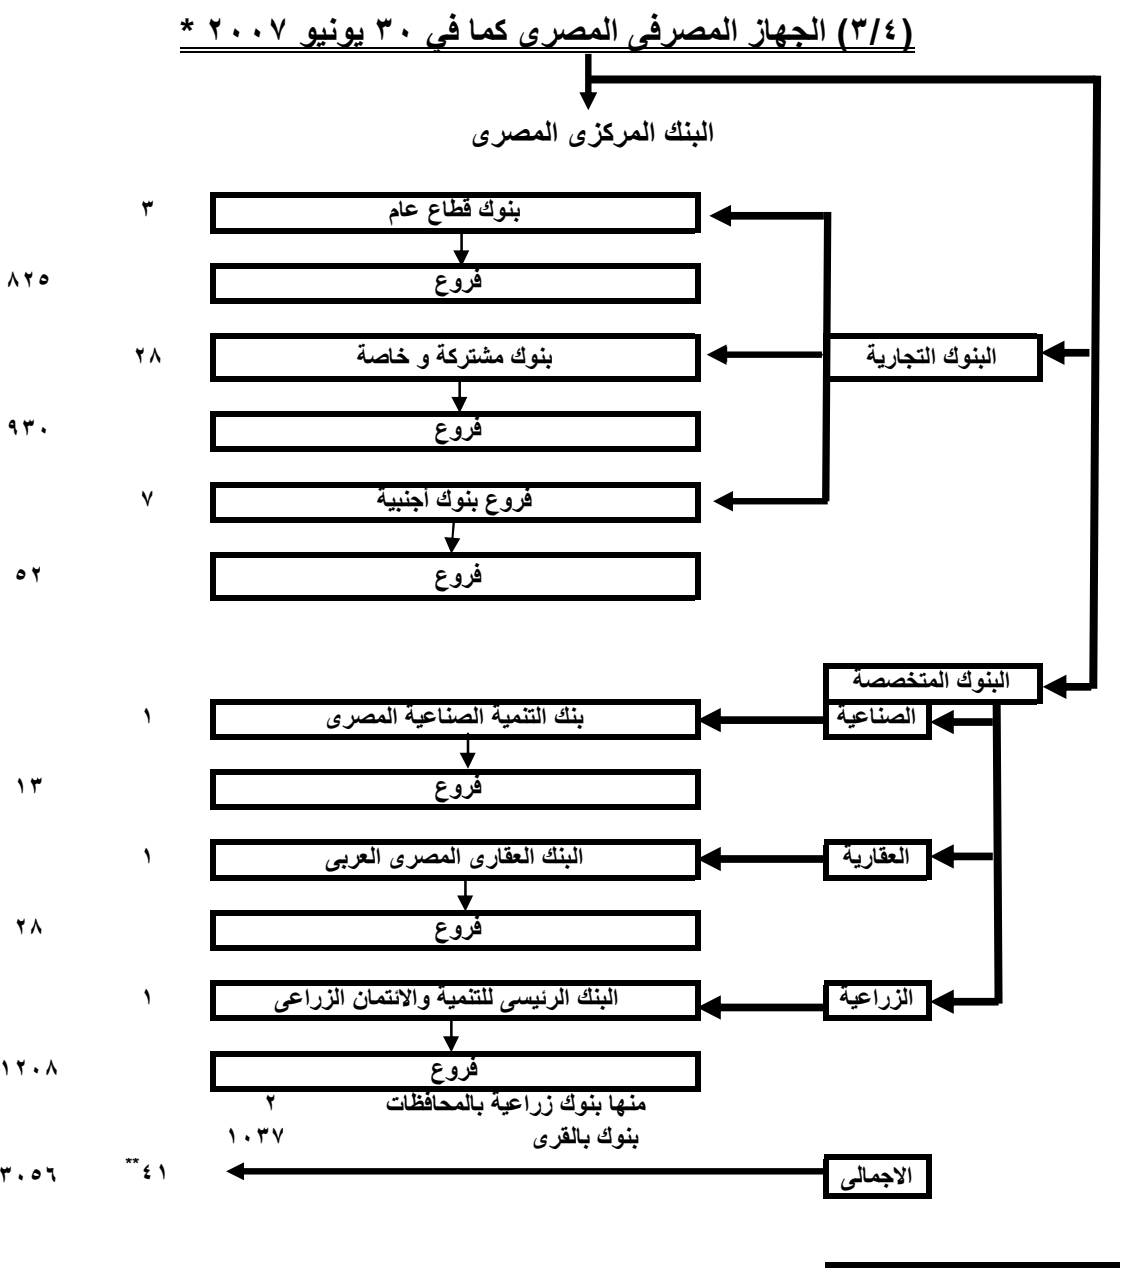 (٣/٤) الجهاز المصرفى المصرى كما في ٣٠ يونيو ٢٠٠٧ *
البنك المركزى المصرى
بنوك قطاع عام ٣
فروع ٨٢٥
البنوك التجارية بنوك مشتركة و خاصة ٢٨
فروع ٩٣٠
فروع بنوك أجنبية ٧
فروع ٥٢
البنوك المتخصصة
الصناعية بنك التنمية الصناعية المصرى ١
فروع ١٣
العقارية البنك العقارى المصرى العربى ١
فروع ٢٨
الزراعية البنك الرئيسى للتنمية والائتمان الزراعى ١
فروع ١٢٠٨
منها بنوك زراعية بالمحافظات ٢
بنوك بالقرى ١٠٣٧
الاجمالى ٤١** ٣٠٥٦